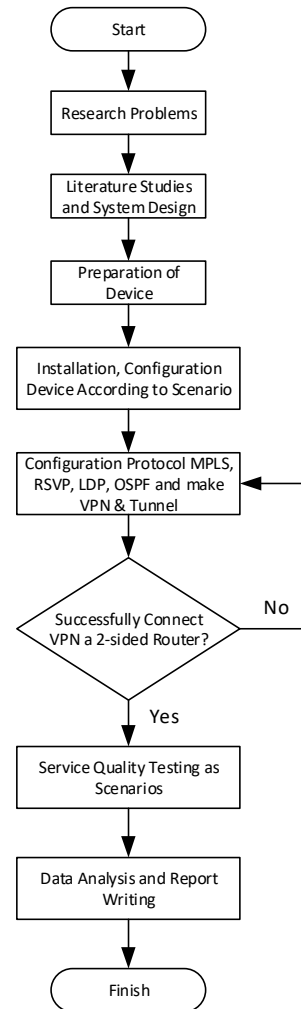 Start
Research Problems
Literature Studies
and System Design
Preparation of
Device
Installation, Configuration
Device According to Scenario
Configuration Protocol MPLS,
RSVP, LDP, OSPF and make
VPN & Tunnel
Successfully Connect
VPN a 2-sided Router?
No
Yes
Service Quality Testing as
Scenarios
Data Analysis and Report
Writing
Finish